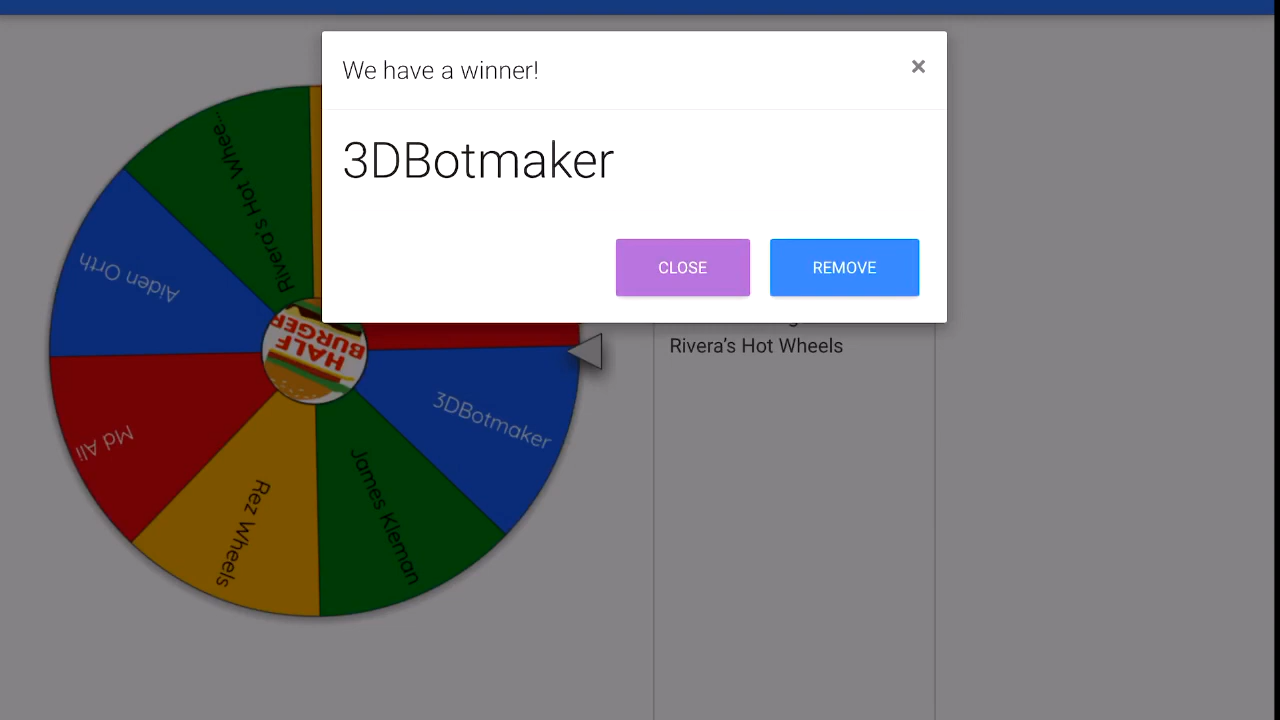 We have a winner!
×
3DBotmaker
CLOSE
REMOVE
Rivera's Hot Whee...
Aiden Orth
HALF
BURGER
3DBotmaker
Md Ali
James Kleman
Rez Wheels
Rivera’s Hot Wheels